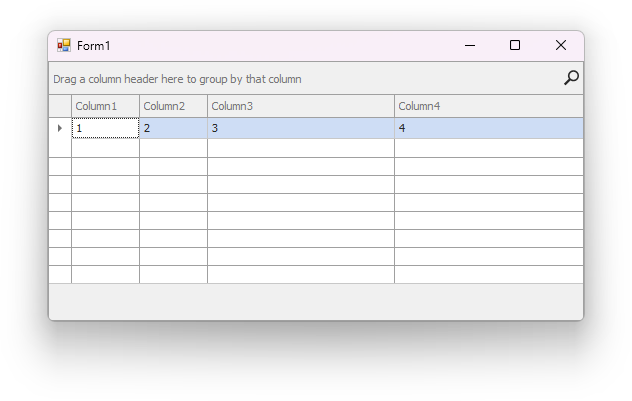 Form1
Drag a column header here to group by that column
Column1 Column2 Column3 Column4
1 2 3 4